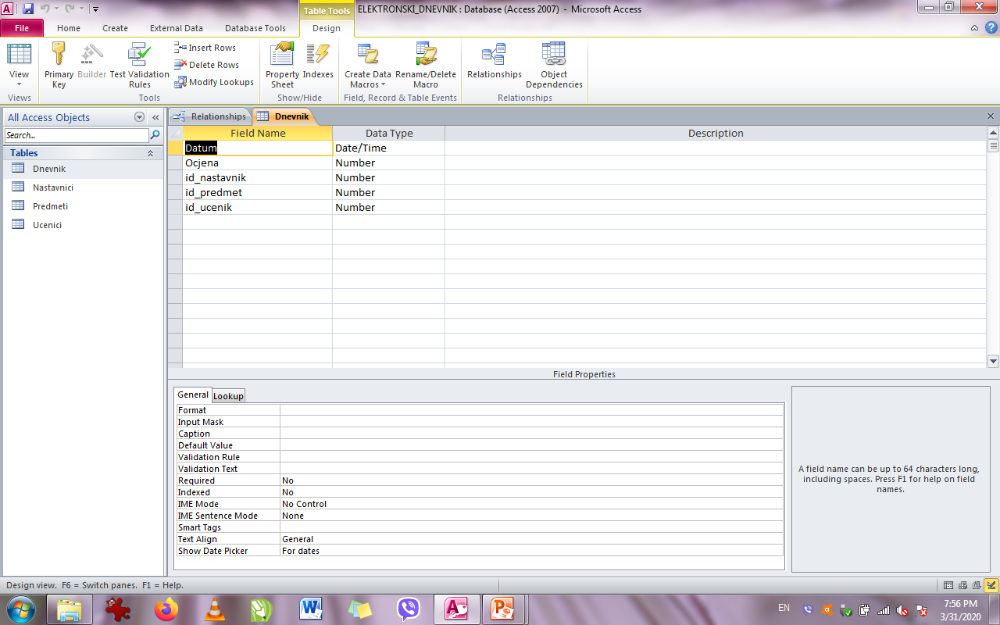 Table Tools
ELEKTRONSKI_DNEVNIK : Database (Access 2007) - Microsoft Access
File Home Create External Data Database Tools Design
View
Primary Key
Builder
Test Validation Rules
Insert Rows
Delete Rows
Modify Lookups
Property Sheet
Indexes
Create Data Macros
Rename/Delete Macro
Relationships
Object Dependencies
Views Tools Show/Hide Field, Record & Table Events Relationships
All Access Objects
Search...
Tables
Dnevnik
Nastavnici
Predmeti
Ucenici
Relationships Dnevnik
Field Name Data Type Description
Datum Date/Time
Ocjena Number
id_nastavnik Number
id_predmet Number
id_ucenik Number
Field Properties
General Lookup
Format
Input Mask
Caption
Default Value
Validation Rule
Validation Text
Required No
Indexed No
IME Mode No Control
IME Sentence Mode None
Smart Tags
Text Align General
Show Date Picker For dates
A field name can be up to 64 characters long,
including spaces. Press F1 for help on field
names.
Design view. F6 = Switch panes. F1 = Help.
EN
7:56 PM
3/31/2020